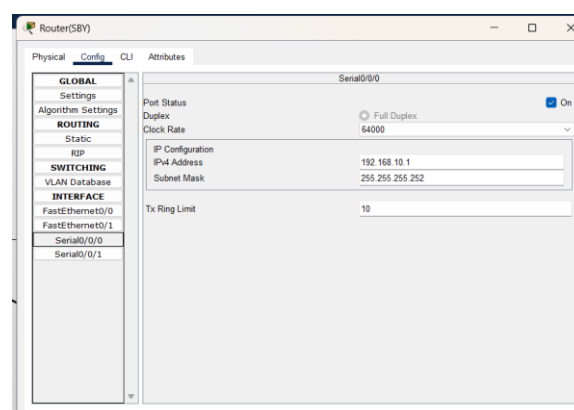 Router(SBY)
Physical Config CLI Attributes
GLOBAL
Settings
Algorithm Settings
ROUTING
Static
RIP
SWITCHING
VLAN Database
INTERFACE
FastEthernet0/0
FastEthernet0/1
Serial0/0/0
Serial0/0/1
Serial0/0/0
Port Status On
Duplex Full Duplex
Clock Rate 64000
IP Configuration
IPv4 Address 192.168.10.1
Subnet Mask 255.255.255.252
Tx Ring Limit 10